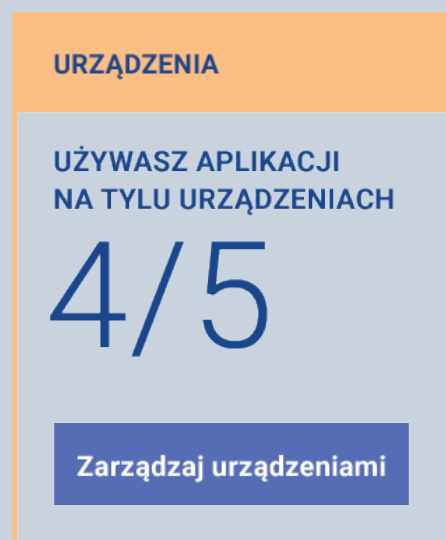 URZĄDZENIA
UŻYWASZ APLIKACJI
NA TYLU URZĄDZENIACH
4/5
Zarządzaj urządzeniami